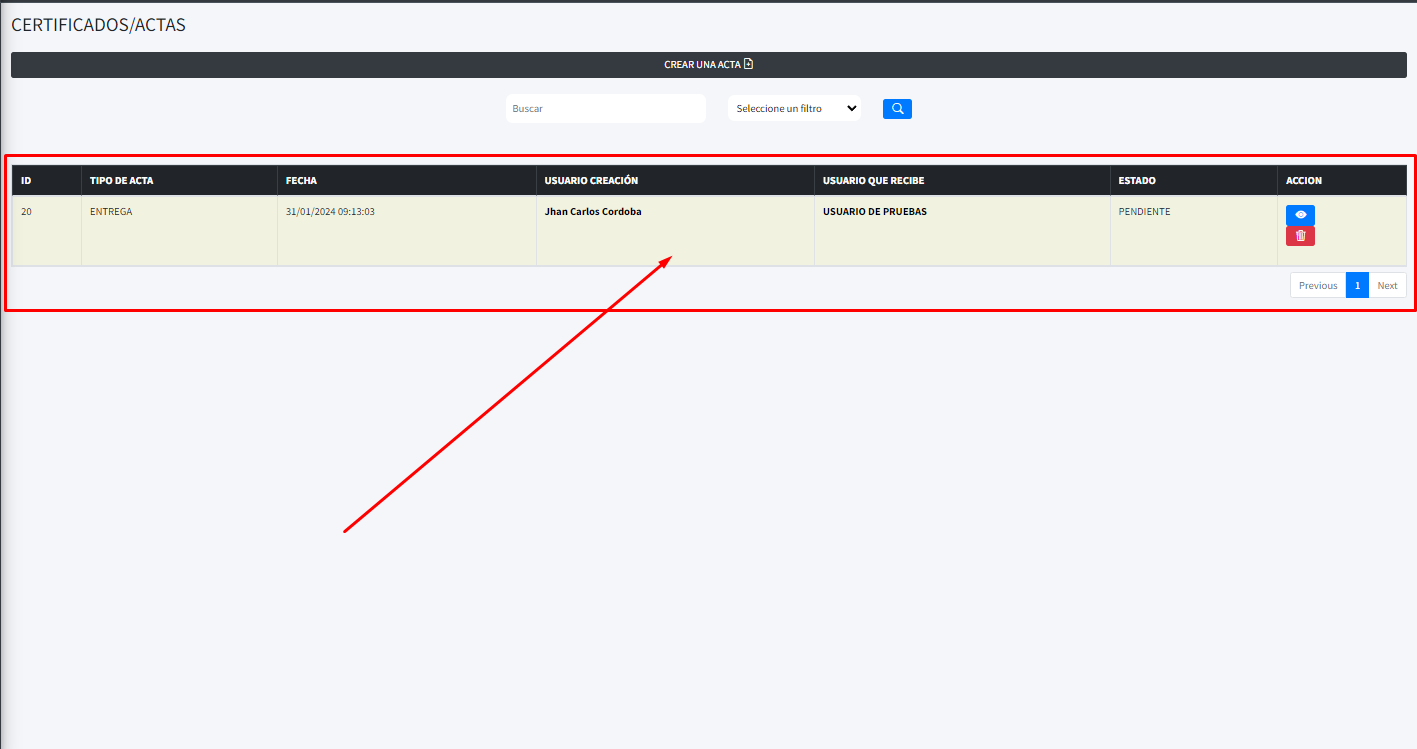 CERTIFICADOS/ACTAS
CREAR UNA ACTA
Buscar Seleccione un filtro
ID TIPO DE ACTA FECHA USUARIO CREACIÓN USUARIO QUE RECIBE ESTADO ACCION
20 ENTREGA 31/01/2024 09:13:03 Jhan Carlos Cordoba USUARIO DE PRUEBAS PENDIENTE
Previous 1 Next